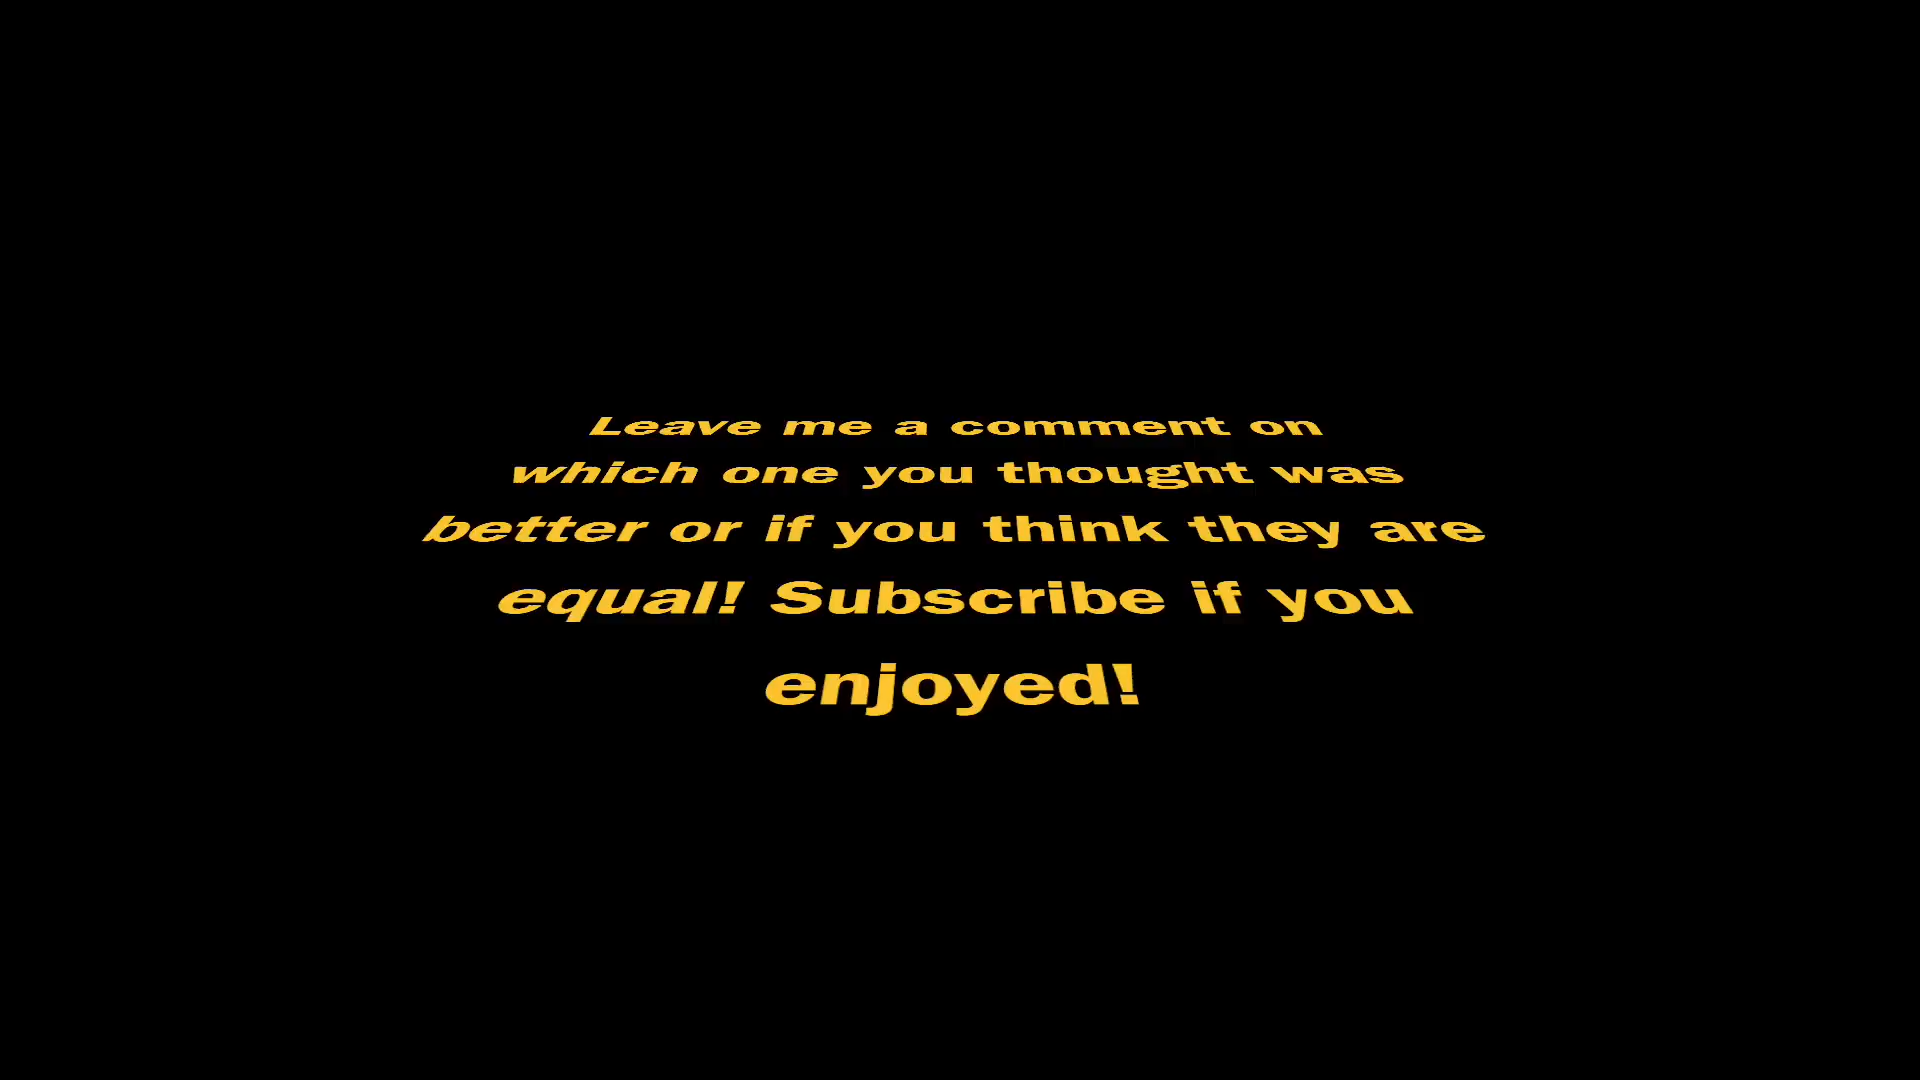 Leave me a comment on
which one you thought was
better or if you think they are
equal! Subscribe if you
enjoyed!